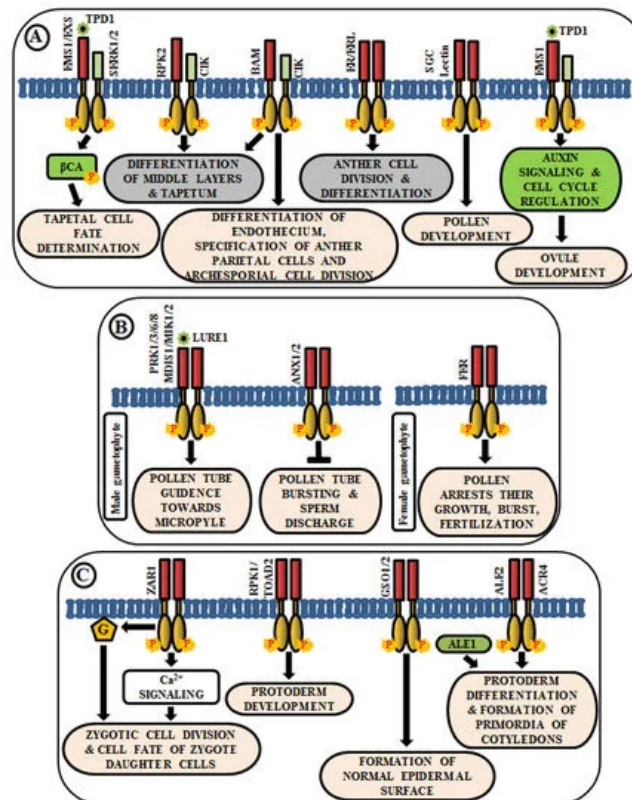 A
EMS1/EXS
TPD1
SERK1/2
RPK2
CIK
BAM
CIK
ER/ERL
SGC
Lectin
EMS1
TPD1
P P P P P P P P P P P P
βCA
P
TAPETAL CELL
FATE
DETERMINATION
DIFFERENTIATION
OF MIDDLE LAYERS
& TAPETUM
DIFFERENTIATION OF
ENDOTHECIUM,
SPECIFICATION OF ANTHER
PARIETAL CELLS AND
ARCHESPORIAL CELL DIVISION
ANTHER CELL
DIVISION &
DIFFERENTIATION
POLLEN
DEVELOPMENT
AUXIN
SIGNALING &
CELL CYCLE
REGULATION
OVULE
DEVELOPMENT
B
Male gametophyte
PRK1/3/6/8
MDIS1/MIK1/2
LURE1
ANX1/2
Female gametophyte
FER
P P P P P P
POLLEN TUBE
GUIDENCE
TOWARDS
MICROPYLE
POLLEN TUBE
BURSTING &
SPERM
DISCHARGE
POLLEN
ARRESTS THEIR
GROWTH, BURST,
FERTILIZATION
C
ZAR1
RPK1/
TOAD2
GSO1/2
ALE2
ACR4
P P P P P P P P
G
Ca2+
SIGNALING
ZYGOTIC CELL DIVISION
& CELL FATE OF ZYGOTE
DAUGHTER CELLS
PROTODERM
DEVELOPMENT
FORMATION OF
NORMAL EPIDERMAL
SURFACE
ALE1
PROTODERM
DIFFERENTIATION
& FORMATION OF
PRIMORDIA OF
COTYLEDONS